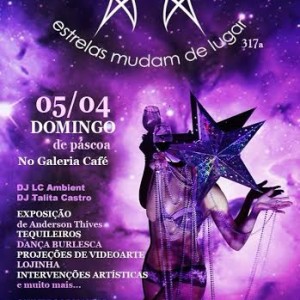 estrelas mudam de lugar
317a
05/04
DOMINGO
de páscoa
No Galeria Café
DJ LC Ambient
DJ Talita Castro
EXPOSIÇÃO
de Anderson Thives
TEQUILEIROS
DANÇA BURLESCA
PROJEÇÕES DE VIDEOARTE
LOJINHA
INTERVENÇÕES ARTÍSTICAS
e muito mais...